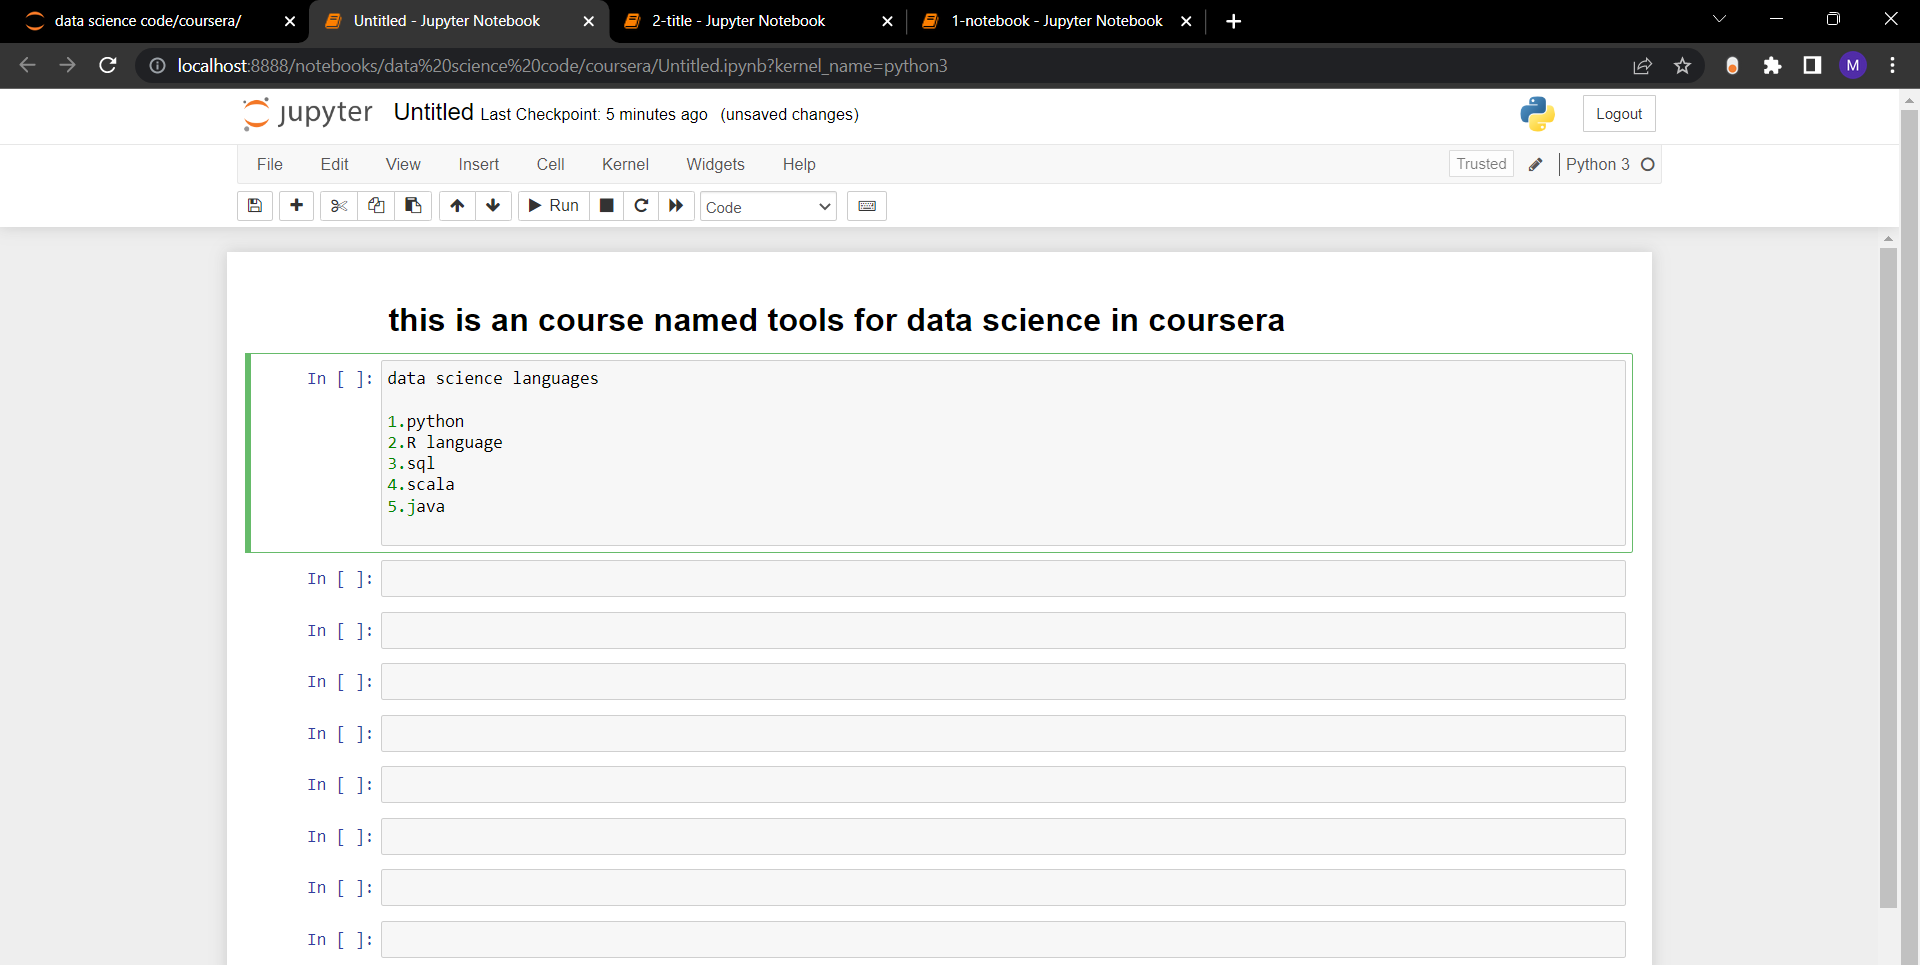 data science code/coursera/
Untitled - Jupyter Notebook
2-title - Jupyter Notebook
1-notebook - Jupyter Notebook
localhost:8888/notebooks/data%20science%20code/coursera/Untitled.ipynb?kernel_name=python3
M
jupyter Untitled Last Checkpoint: 5 minutes ago (unsaved changes)
Logout
File Edit View Insert Cell Kernel Widgets Help
Trusted
Python 3
Run
Code
this is an course named tools for data science in coursera
In [ ]: data science languages
1.python
2.R language
3.sql
4.scala
5.java
In [ ]:
In [ ]:
In [ ]:
In [ ]:
In [ ]:
In [ ]:
In [ ]:
In [ ]: